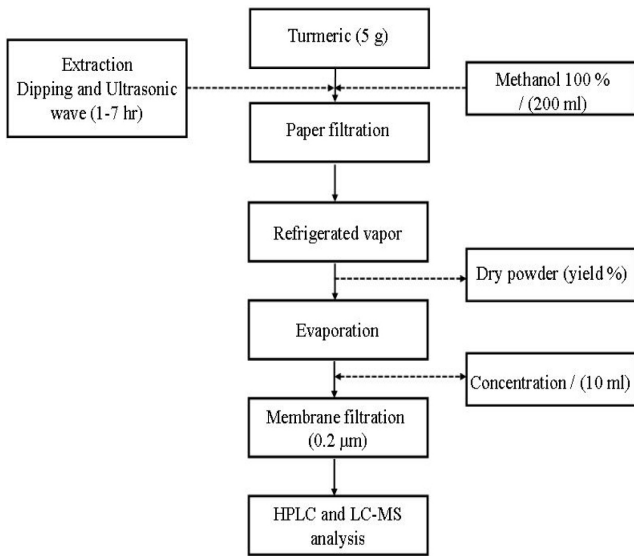 Turmeric (5 g)
Extraction
Dipping and Ultrasonic
wave (1-7 hr)
Methanol 100 %
/ (200 ml)
Paper filtration
Refrigerated vapor
Dry powder (yield %)
Evaporation
Concentration / (10 ml)
Membrane filtration
(0.2 µm)
HPLC and LC-MS
analysis